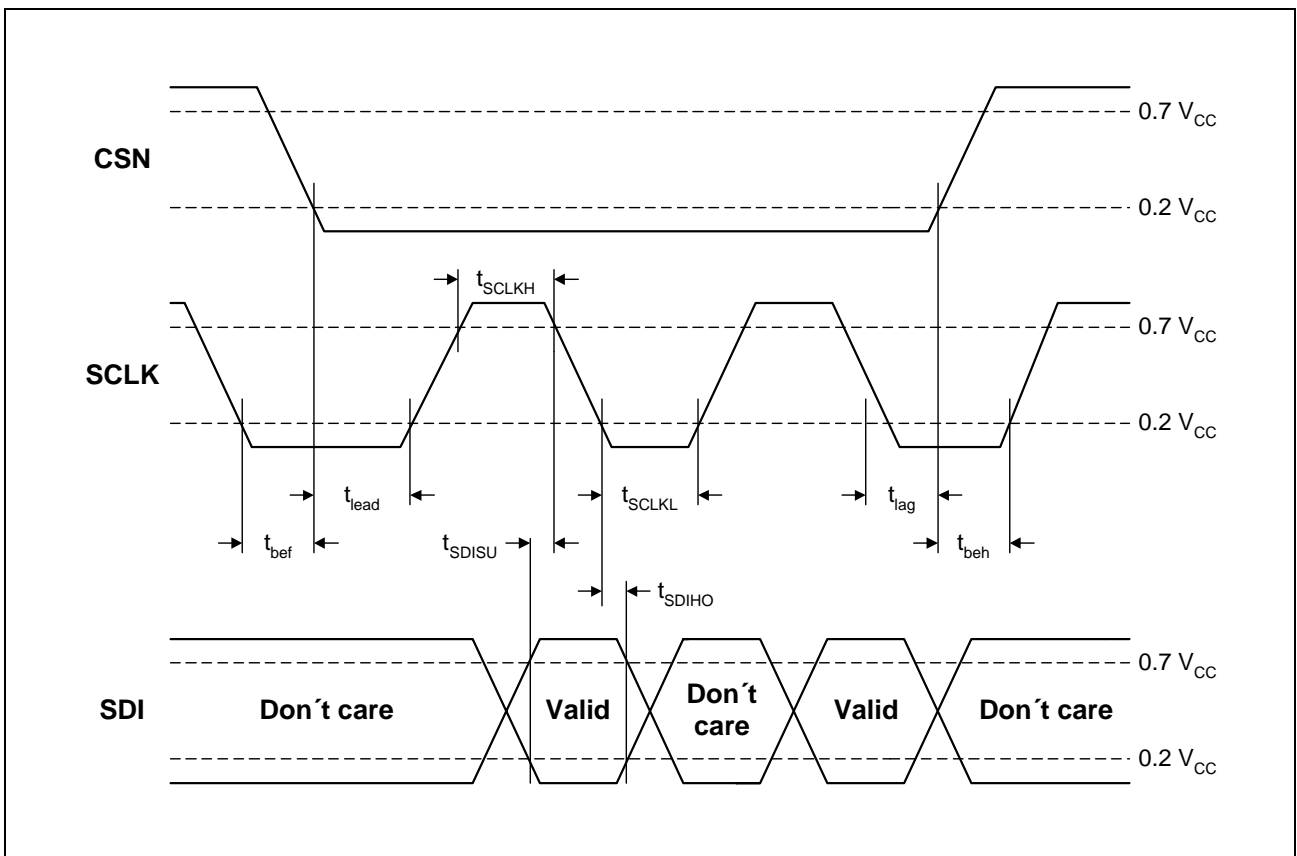 0.7 VCC
CSN
0.2 VCC
tSCLKH
0.7 VCC
SCLK
0.2 VCC
tlead
tSCLKL
tlag
tbef
tSDISU
tbeh
tSDIHO
0.7 VCC
SDI
Don´t care
Valid
Don´t
care
Valid
Don´t care
0.2 VCC